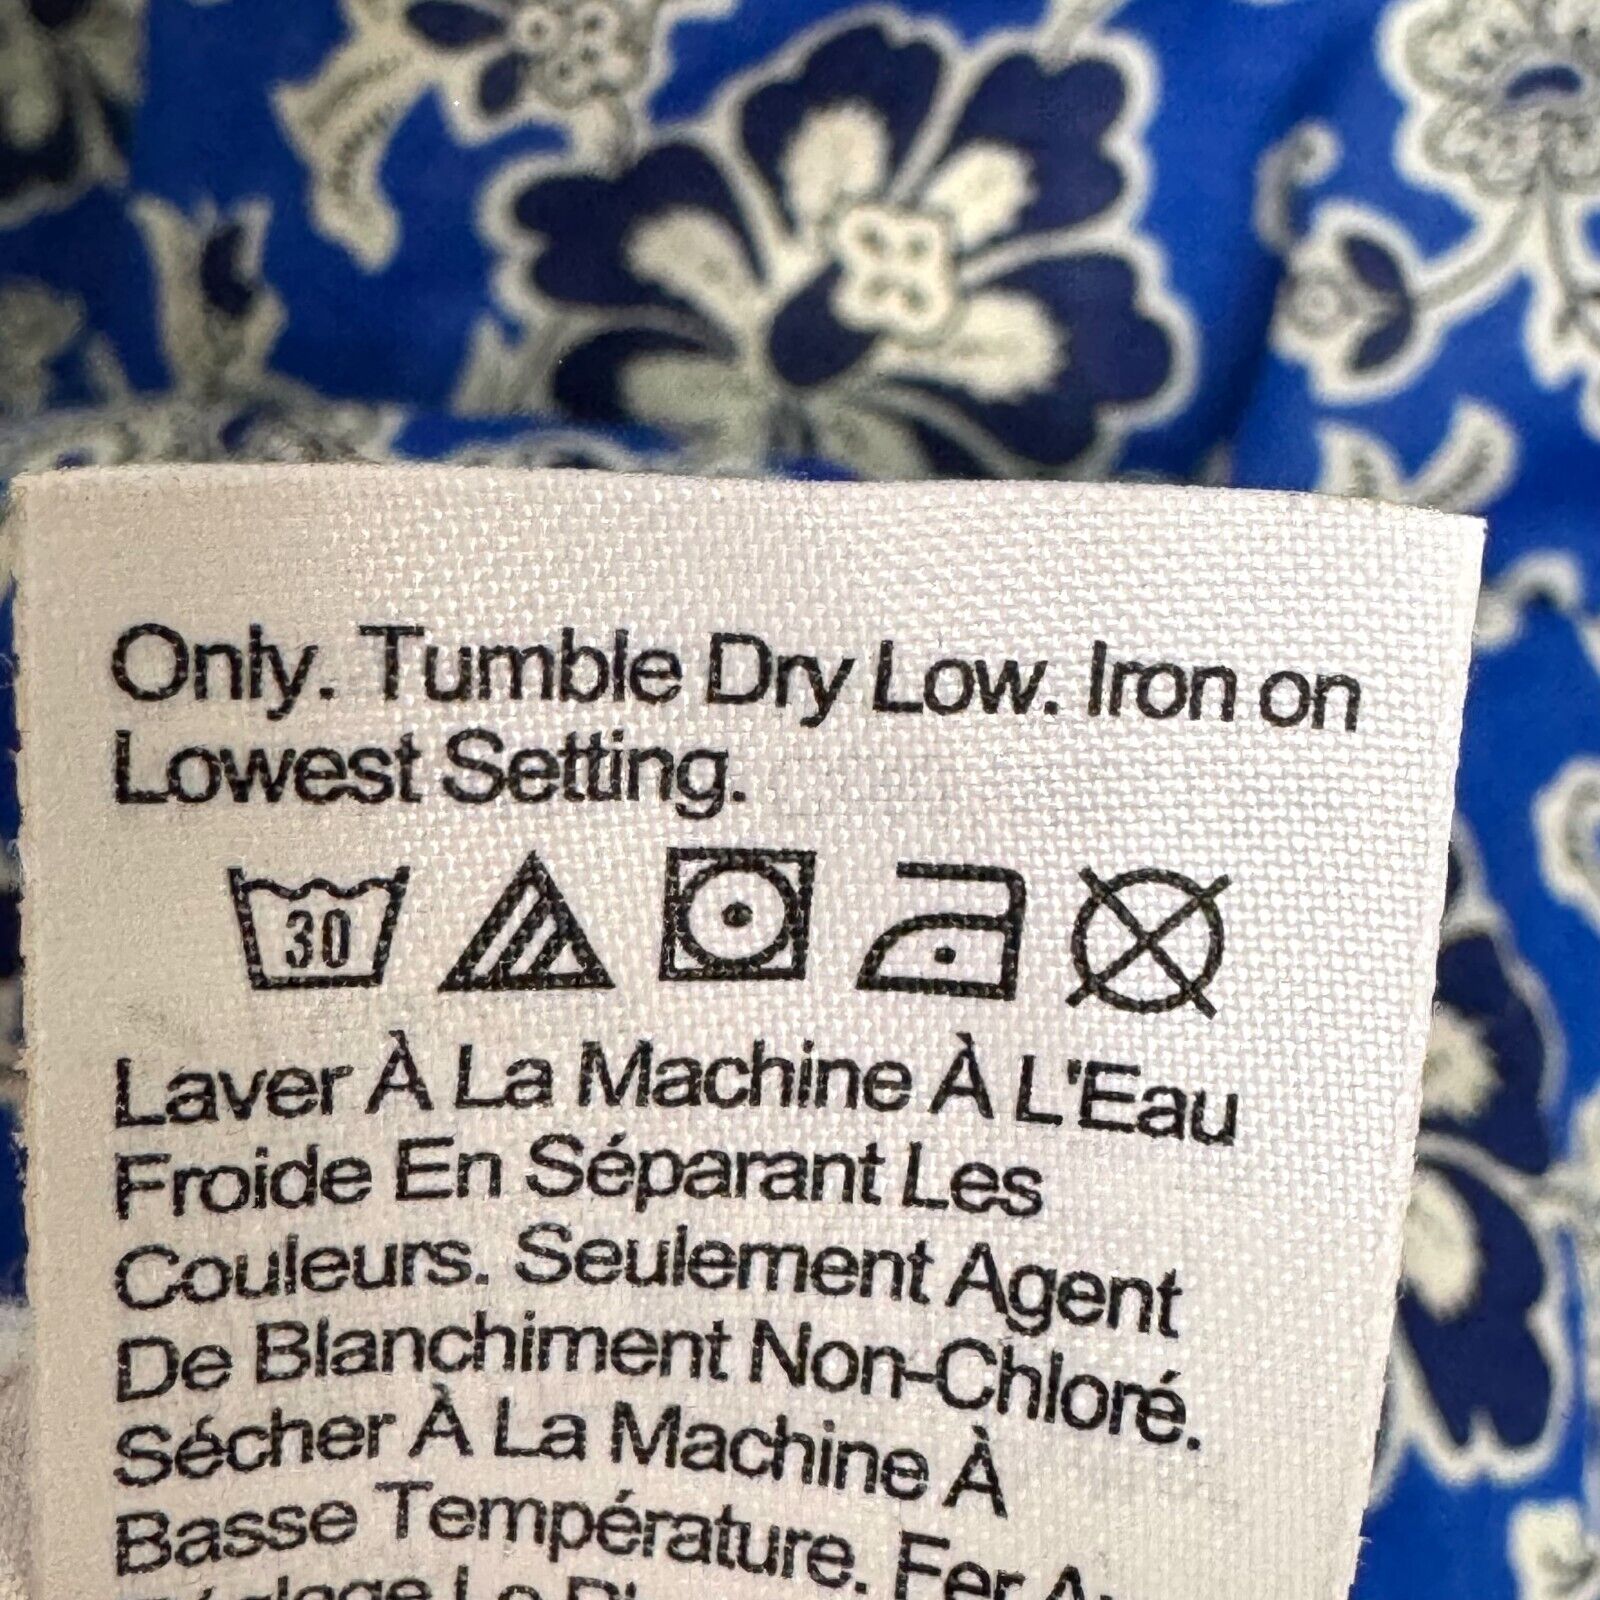 Only. Tumble Dry Low. Iron on
Lowest Setting.
30
Laver À La Machine À L'Eau
Froide En Séparant Les
Couleurs. Seulement Agent
De Blanchiment Non-Chloré.
Sécher À La Machine À
Basse Température. Fer